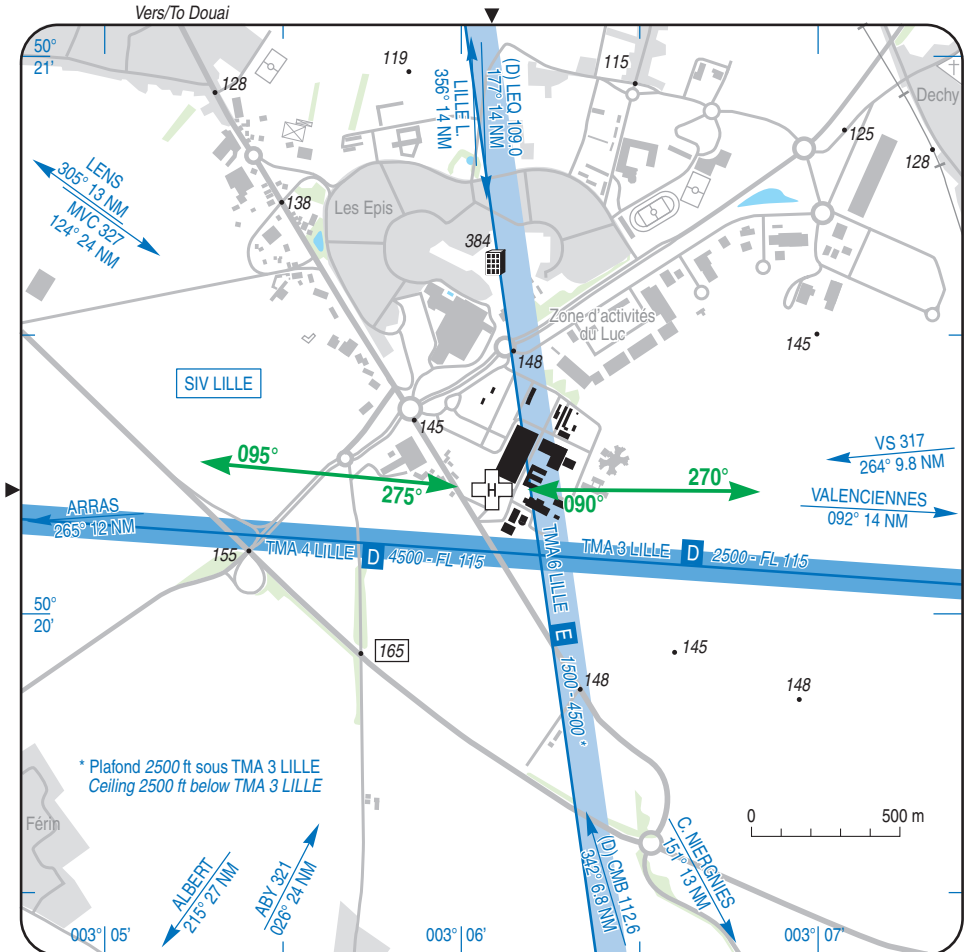 Vers/To Douai
50°
21'
119
128
115
Dechy
125
128
(D) LEQ 109.0
177° 14 NM
LILLE L.
356° 14 NM
LENS
305° 13 NM
MVC 327
124° 24 NM
138
Les Epis
384
Zone d'activités
du Luc
148
145
SIV LILLE
145
095°
275°
H
090°
270°
VS 317
264° 9.8 NM
VALENCIENNES
092° 14 NM
ARRAS
265° 12 NM
155
TMA 4 LILLE D 4500 - FL 115
TMA 3 LILLE D 2500 - FL 115
TMA 6 LILLE E 1500 - 4500 *
50°
20'
165
145
148
148
* Plafond 2500 ft sous TMA 3 LILLE
Ceiling 2500 ft below TMA 3 LILLE
0 500 m
Férin
ALBERT
215° 27 NM
ABY 321
026° 24 NM
(D) CMB 112.6
342° 6.8 NM
C. NIERGNIES
151° 13 NM
003° 05'
003° 06'
003° 07'